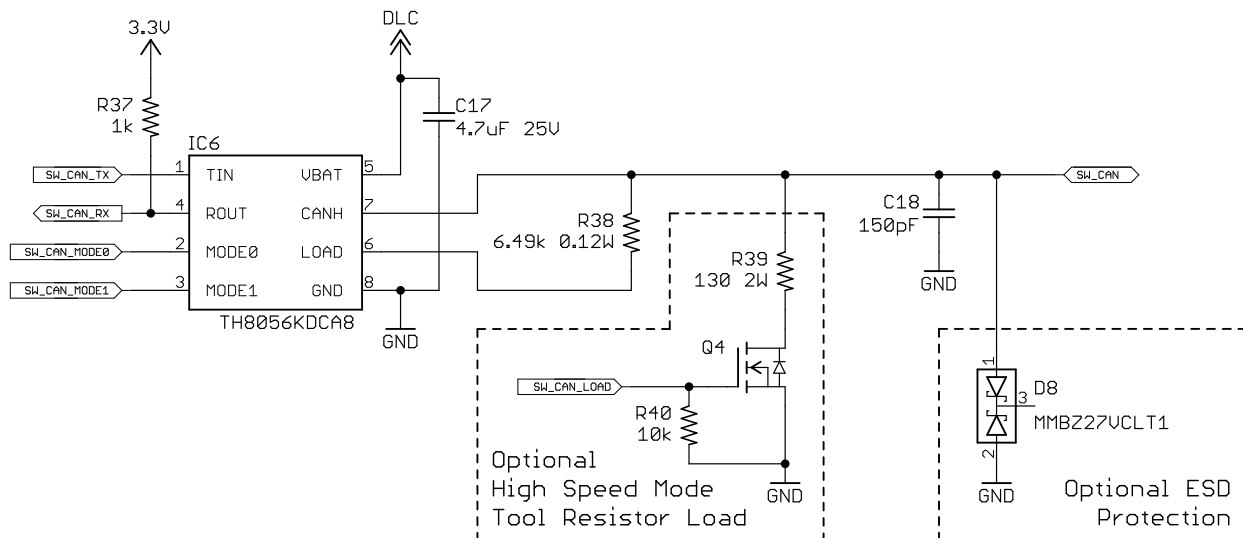 3.3V
DLC
R37
1k
C17
4.7uF 25V
IC6
SW_CAN_TX
1
TIN
VBAT
5
SW_CAN
SW_CAN_RX
4
ROUT
CANH
7
C18
150pF
R38
6.49k 0.12W
SW_CAN_MODE0
2
MODE0
LOAD
6
R39
130 2W
SW_CAN_MODE1
3
MODE1
GND
8
GND
TH8056KDCA8
GND
Q4
1
SW_CAN_LOAD
D8
3
MMBZ27VCLT1
R40
10k
2
Optional
High Speed Mode
Tool Resistor Load
GND
GND
Optional ESD
Protection